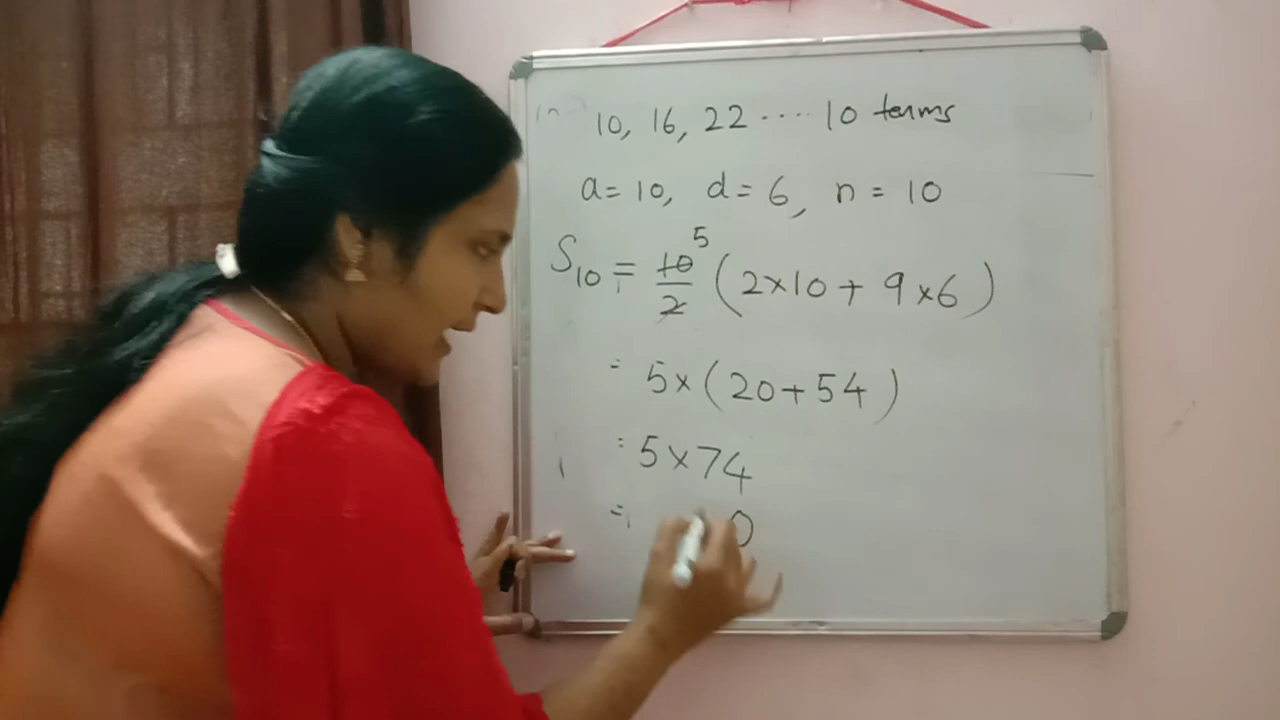 10, 16, 22 .... 10 terms
a = 10, d = 6, n = 10
S₁₀ = 10/2 5 (2×10 + 9×6)
= 5×(20+54)
= 5×74
= 0